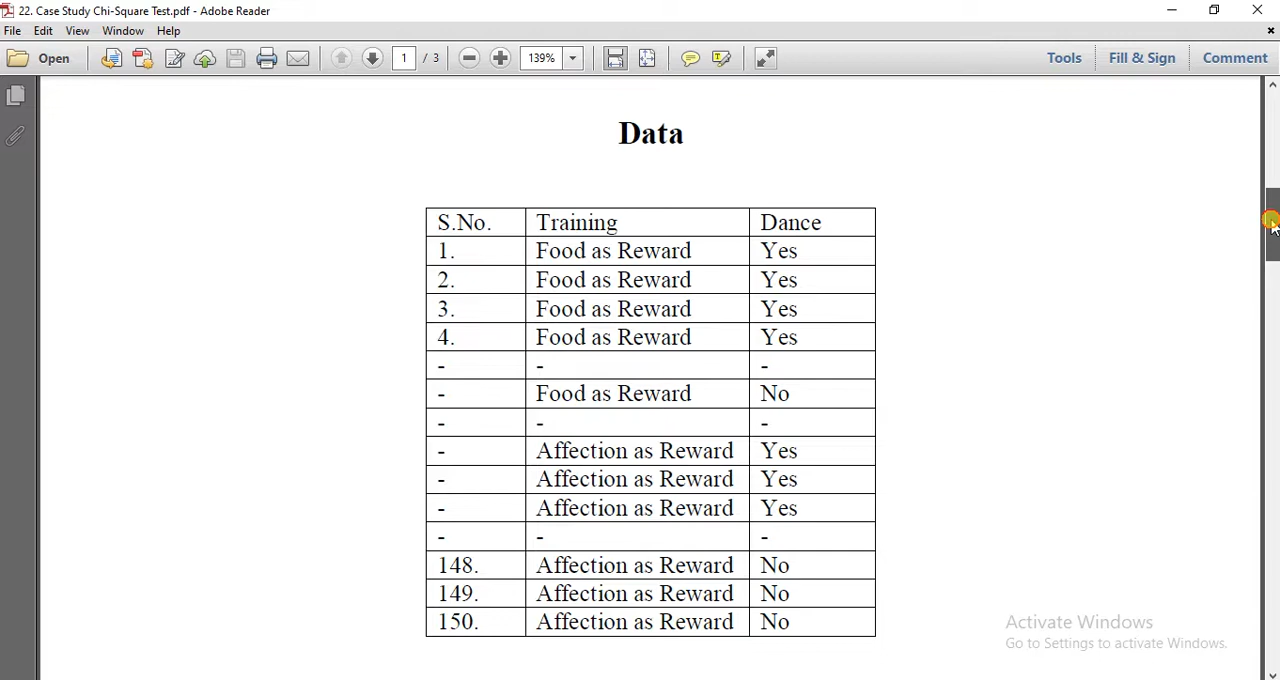 22. Case Study Chi-Square Test.pdf - Adobe Reader
File Edit View Window Help
Open 1 / 3 139% Tools Fill & Sign Comment
Data
S.No. Training Dance
1. Food as Reward Yes
2. Food as Reward Yes
3. Food as Reward Yes
4. Food as Reward Yes
- - -
- Food as Reward No
- - -
- Affection as Reward Yes
- Affection as Reward Yes
- Affection as Reward Yes
- - -
148. Affection as Reward No
149. Affection as Reward No
150. Affection as Reward No
Activate Windows
Go to Settings to activate Windows.